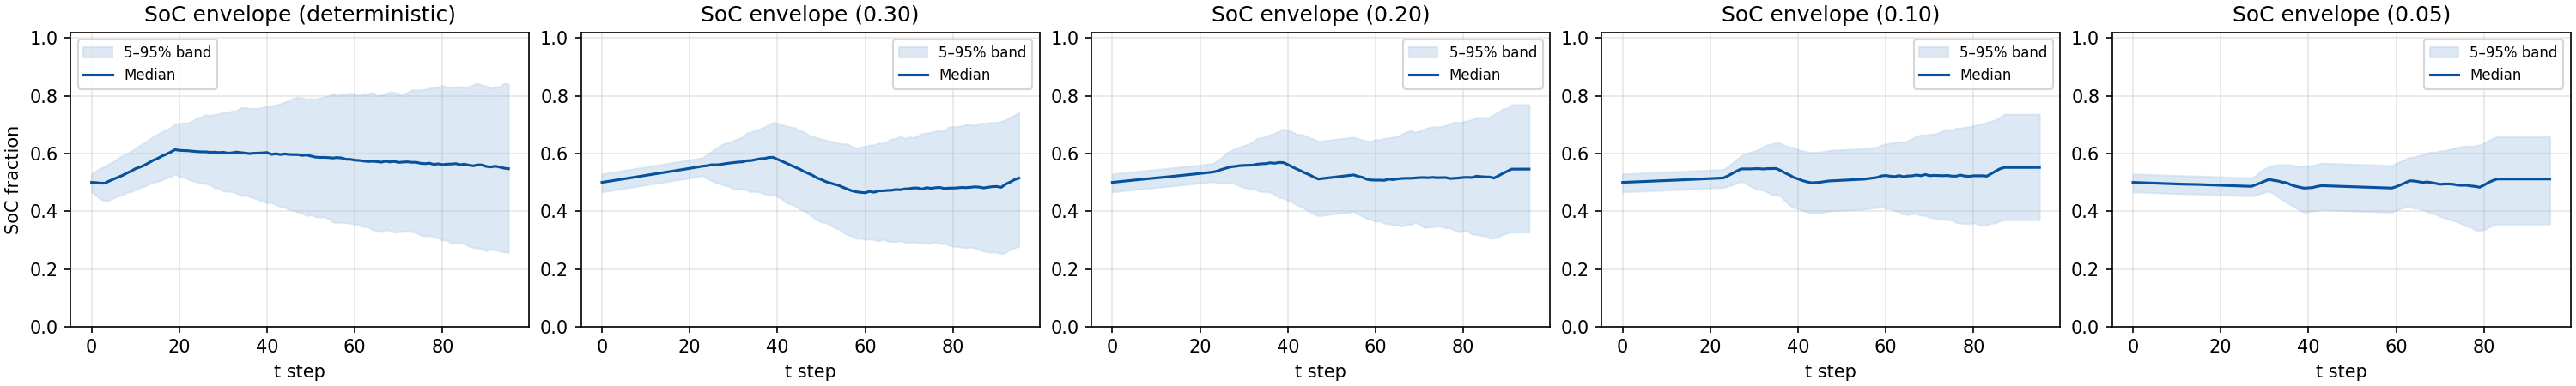 SoC envelope (deterministic)
SoC fraction
1.0
0.8
0.6
0.4
0.2
0.0
5–95% band
Median
0 20 40 60 80
t step
SoC envelope (0.30)
1.0
0.8
0.6
0.4
0.2
0.0
5–95% band
Median
0 20 40 60 80
t step
SoC envelope (0.20)
1.0
0.8
0.6
0.4
0.2
0.0
5–95% band
Median
0 20 40 60 80
t step
SoC envelope (0.10)
1.0
0.8
0.6
0.4
0.2
0.0
5–95% band
Median
0 20 40 60 80
t step
SoC envelope (0.05)
1.0
0.8
0.6
0.4
0.2
0.0
5–95% band
Median
0 20 40 60 80
t step